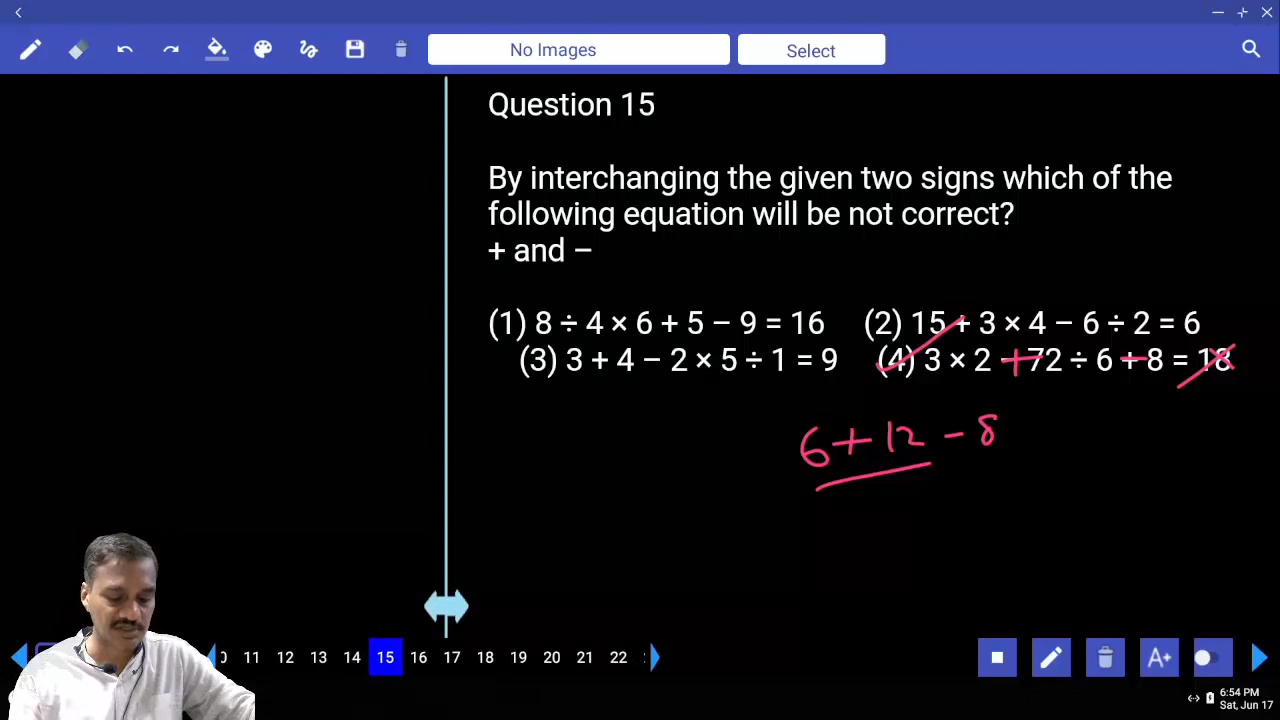 No Images
Select
Question 15
By interchanging the given two signs which of the
following equation will be not correct?
+ and −
(1) 8 ÷ 4 × 6 + 5 − 9 = 16 (2) 15 + 3 × 4 − 6 ÷ 2 = 6
(3) 3 + 4 − 2 × 5 ÷ 1 = 9 (4) 3 × 2 + 72 ÷ 6 − 8 = 18
6 + 12 − 8
11 12 13 14 15 16 17 18 19 20 21 22
A+
6:54 PM
Sat, Jun 17